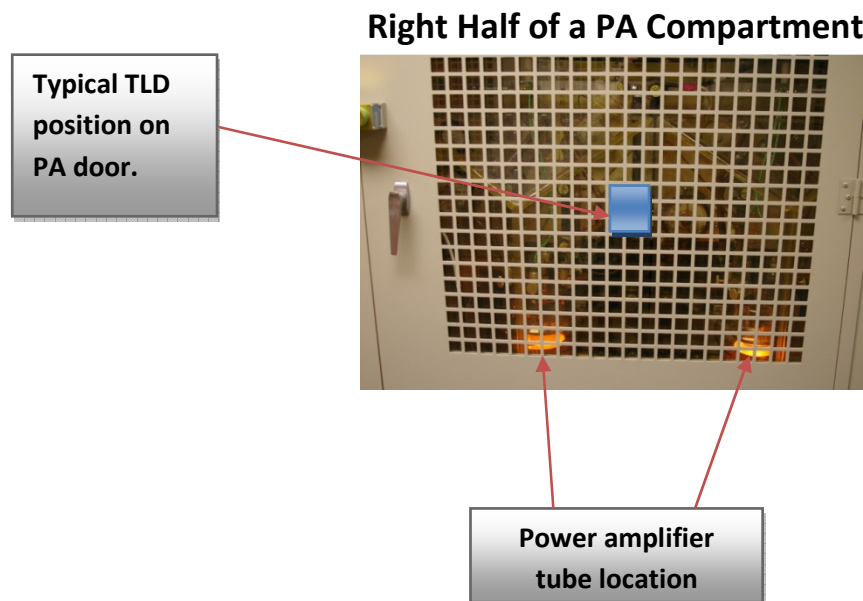 Right Half of a PA Compartment
Typical TLD
position on
PA door.
Power amplifier
tube location